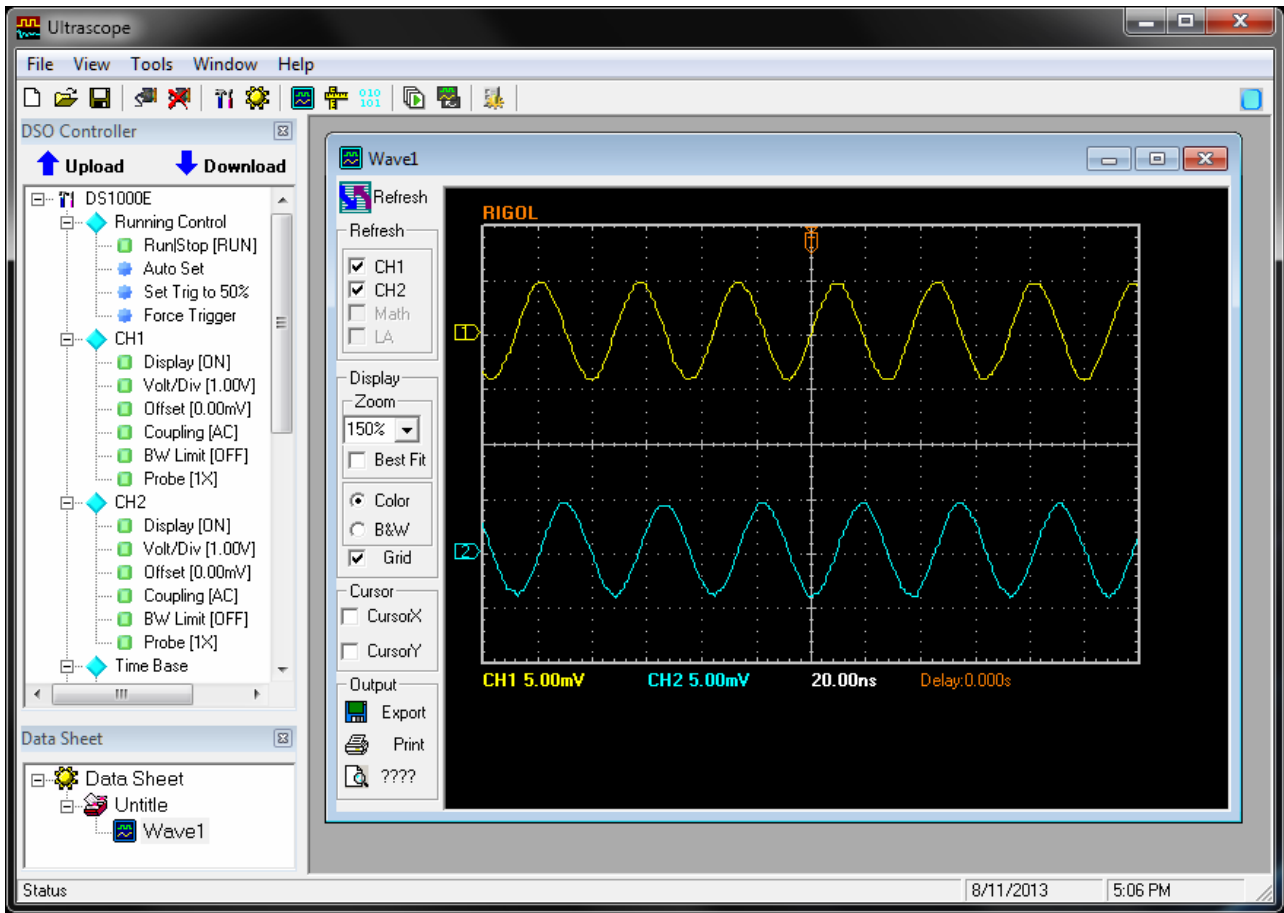 Ultrascope
File View Tools Window Help
DSO Controller
Upload Download
DS1000E
Running Control
Run|Stop [RUN]
Auto Set
Set Trig to 50%
Force Trigger
CH1
Display [ON]
Volt/Div [1.00V]
Offset [0.00mV]
Coupling [AC]
BW Limit [OFF]
Probe [1X]
CH2
Display [ON]
Volt/Div [1.00V]
Offset [0.00mV]
Coupling [AC]
BW Limit [OFF]
Probe [1X]
Time Base
Data Sheet
Data Sheet
Untitle
Wave1
Wave1
Refresh
Refresh
CH1
CH2
Math
LA
Display
Zoom
150%
Best Fit
Color
B&W
Grid
Cursor
CursorX
CursorY
Output
Export
Print
????
RIGOL
T
1
2
CH1 5.00mV CH2 5.00mV 20.00ns Delay:0.000s
Status 8/11/2013 5:06 PM